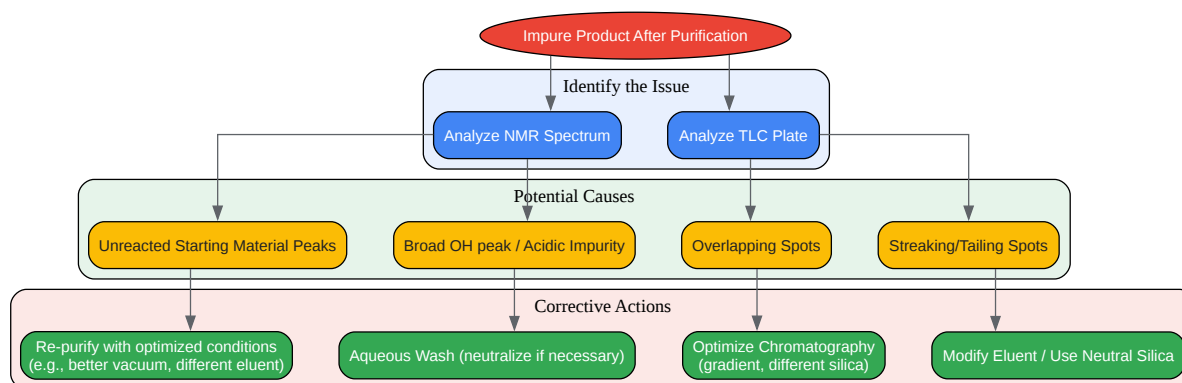 Impure Product After Purification
Identify the Issue
Analyze NMR Spectrum
Analyze TLC Plate
Potential Causes
Unreacted Starting Material Peaks
Broad OH peak / Acidic Impurity
Overlapping Spots
Streaking/Tailing Spots
Corrective Actions
Re-purify with optimized conditions
(e.g., better vacuum, different eluent)
Aqueous Wash (neutralize if necessary)
Optimize Chromatography
(gradient, different silica)
Modify Eluent / Use Neutral Silica